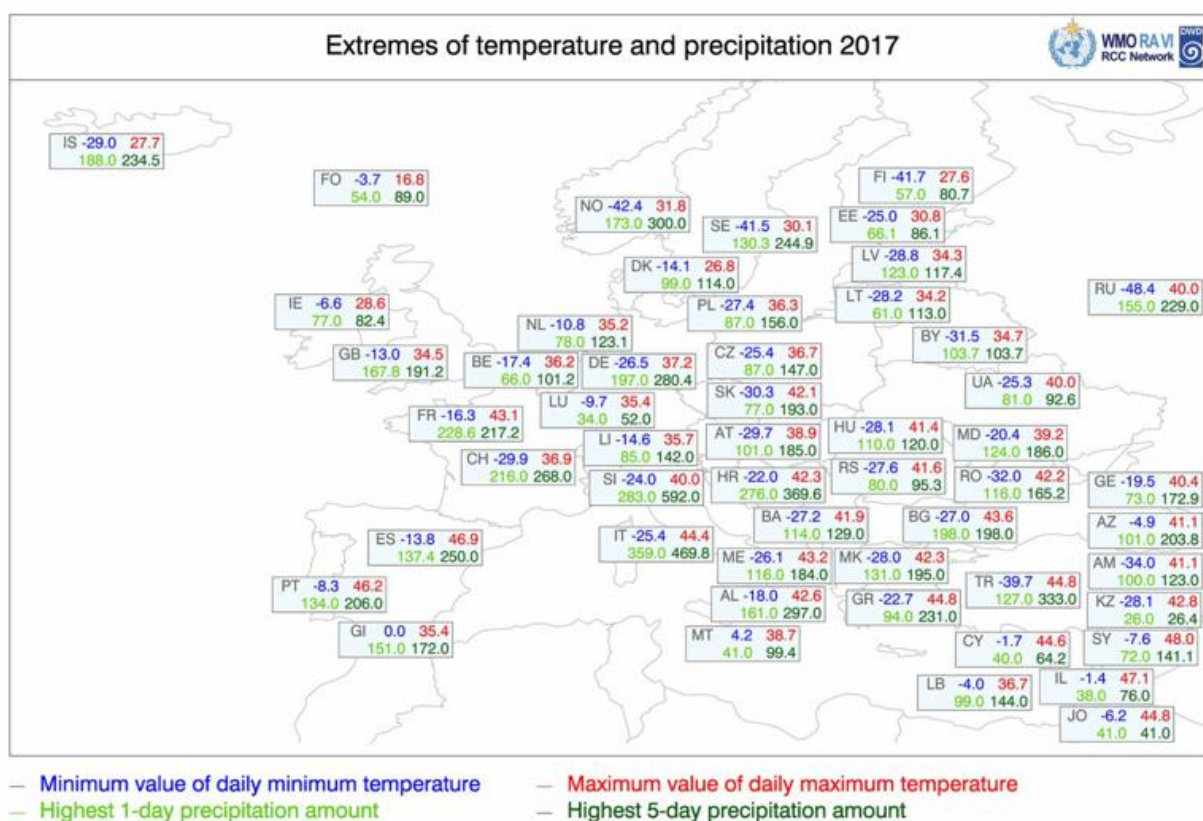 Extremes of temperature and precipitation 2017
WMO RA VI
RCC Network
DWD
IS -29.0 27.7
188.0 234.5
FO -3.7 16.8
54.0 89.0
FI -41.7 27.6
57.0 80.7
NO -42.4 31.8
173.0 300.0
SE -41.5 30.1
130.3 244.9
EE -25.0 30.8
66.1 86.1
LV -28.8 34.3
123.0 117.4
DK -14.1 26.8
99.0 114.0
RU -48.4 40.0
155.0 229.0
IE -6.6 28.6
77.0 82.4
PL -27.4 36.3
87.0 156.0
LT -28.2 34.2
61.0 113.0
NL -10.8 35.2
78.0 123.1
BY -31.5 34.7
103.7 103.7
GB -13.0 34.5
167.8 191.2
BE -17.4 36.2
66.0 101.2
DE -26.5 37.2
197.0 280.4
CZ -25.4 36.7
87.0 147.0
UA -25.3 40.0
81.0 92.6
SK -30.3 42.1
77.0 193.0
LU -9.7 35.4
34.0 52.0
FR -16.3 43.1
228.6 217.2
LI -14.6 35.7
85.0 142.0
AT -29.7 38.9
101.0 185.0
HU -28.1 41.4
110.0 120.0
MD -20.4 39.2
124.0 186.0
CH -29.9 36.9
216.0 268.0
SI -24.0 40.0
283.0 592.0
HR -22.0 42.3
276.0 369.6
RS -27.6 41.6
80.0 95.3
RO -32.0 42.2
116.0 165.2
GE -19.5 40.4
73.0 172.9
BA -27.2 41.9
114.0 129.0
BG -27.0 43.6
198.0 198.0
AZ -4.9 41.1
101.0 203.8
ES -13.8 46.9
137.4 250.0
IT -25.4 44.4
359.0 469.8
ME -26.1 43.2
116.0 184.0
MK -28.0 42.3
131.0 195.0
AM -34.0 41.1
100.0 123.0
PT -8.3 46.2
134.0 206.0
TR -39.7 44.8
127.0 333.0
AL -18.0 42.6
161.0 297.0
GR -22.7 44.8
94.0 231.0
KZ -28.1 42.8
26.0 26.4
GI 0.0 35.4
151.0 172.0
MT 4.2 38.7
41.0 99.4
CY -1.7 44.6
40.0 64.2
SY -7.6 48.0
72.0 141.1
LB -4.0 36.7
99.0 144.0
IL -1.4 47.1
38.0 76.0
JO -6.2 44.8
41.0 41.0
— Minimum value of daily minimum temperature
— Maximum value of daily maximum temperature
— Highest 1-day precipitation amount
— Highest 5-day precipitation amount